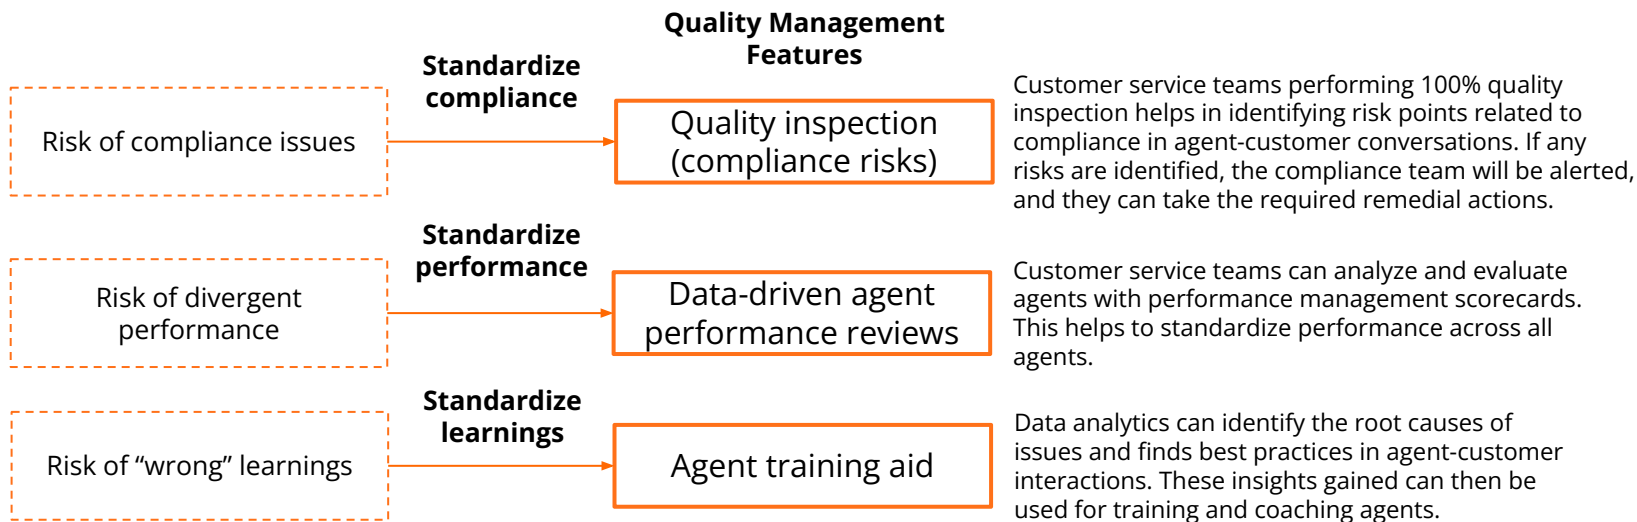 Quality Management
Features
Standardize
compliance
Risk of compliance issues
Quality inspection
(compliance risks)
Customer service teams performing 100% quality
inspection helps in identifying risk points related to
compliance in agent-customer conversations. If any
risks are identified, the compliance team will be alerted,
and they can take the required remedial actions.
Standardize
performance
Risk of divergent
performance
Data-driven agent
performance reviews
Customer service teams can analyze and evaluate
agents with performance management scorecards.
This helps to standardize performance across all
agents.
Standardize
learnings
Risk of “wrong” learnings
Agent training aid
Data analytics can identify the root causes of
issues and finds best practices in agent-customer
interactions. These insights gained can then be
used for training and coaching agents.